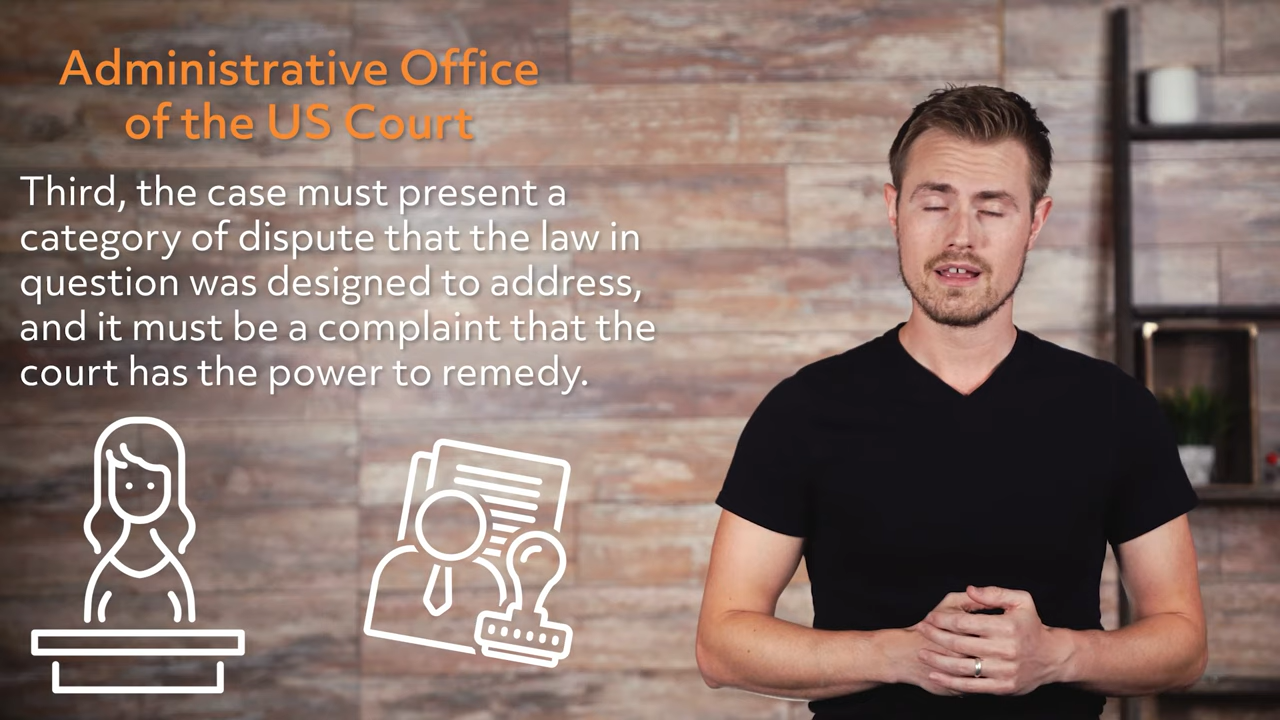 Administrative Office
of the US Court
Third, the case must present a
category of dispute that the law in
question was designed to address,
and it must be a complaint that the
court has the power to remedy.